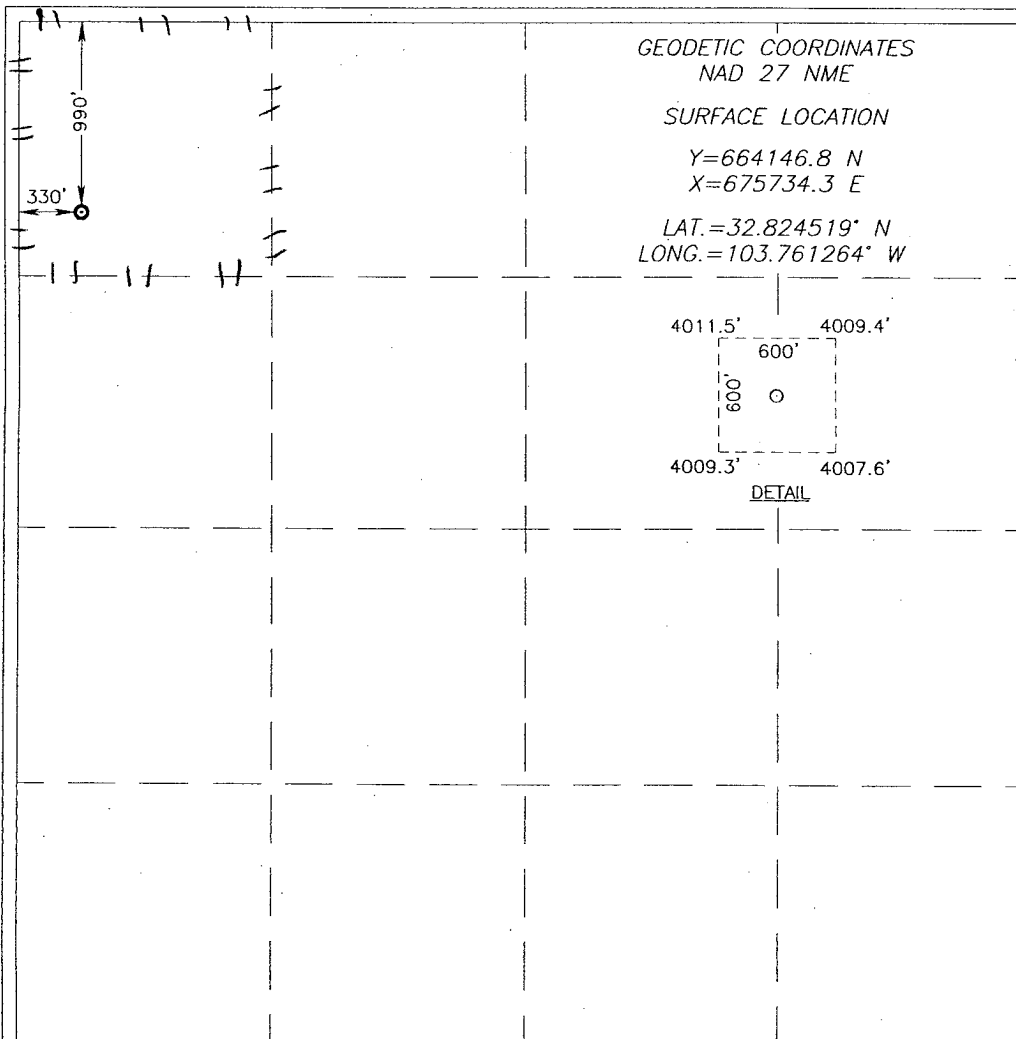 GEODETIC COORDINATES
NAD 27 NME
SURFACE LOCATION
Y=664146.8 N
X=675734.3 E
LAT.=32.824519° N
LONG.=103.761264° W
990'
330'
4011.5'
4009.4'
600'
600'
4009.3'
4007.6'
DETAIL